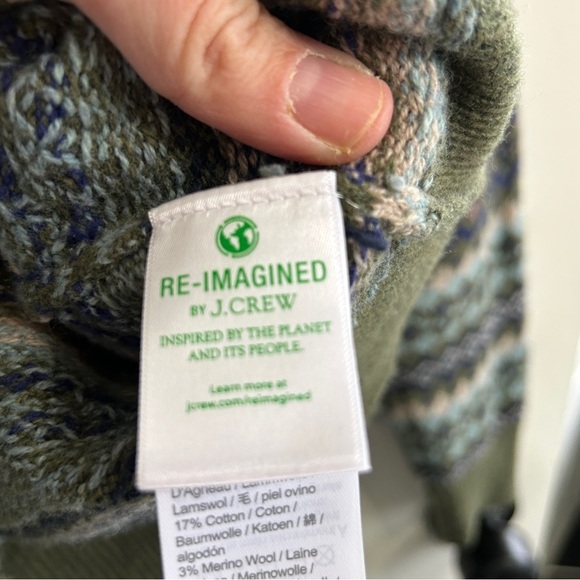 RE-IMAGINED
BY J.CREW
INSPIRED BY THE PLANET
AND ITS PEOPLE.
Learn more at
jcrew.com/reimagined
D'Agneau /
Lamswol / 毛 / piel ovino
17% Cotton / Coton /
Baumwolle / Katoen / 綿 /
algodón
3% Merino Wool / Laine
/ Merinowolle /